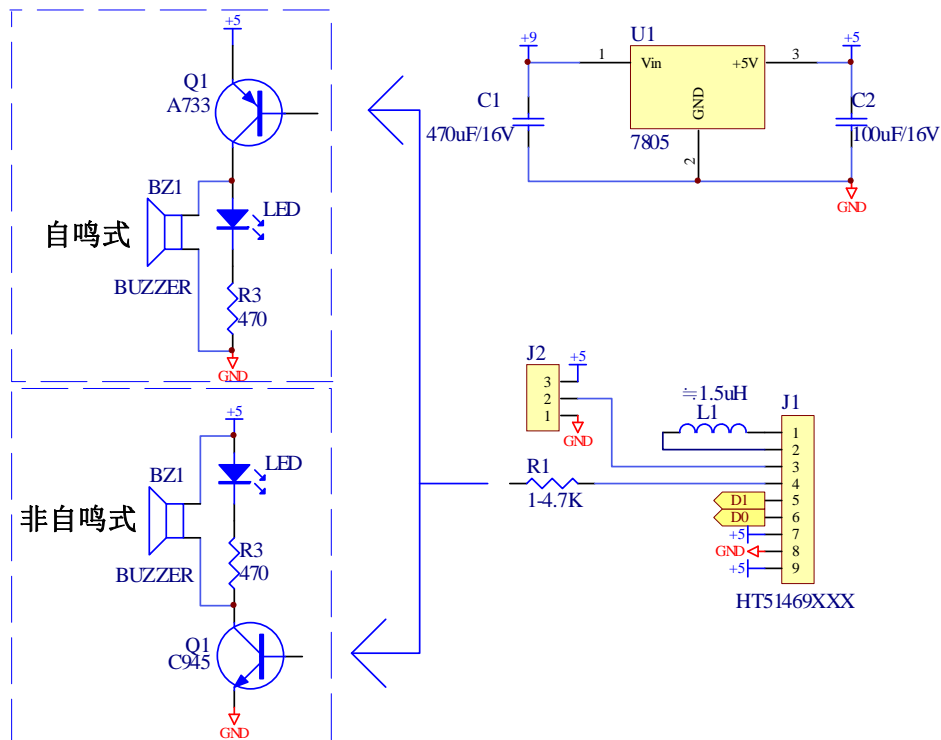 +5
Q1
A733
BZ1
LED
自鸣式
BUZZER
R3
470
GND
+5
BZ1
LED
非自鸣式
R3
470
BUZZER
Q1
C945
GND
+9
U1
+5
1
Vin
+5V
3
C1
GND
C2
470uF/16V
100uF/16V
7805
2
GND
J2
+5
3
2
1
GND
≒1.5uH
L1
J1
R1
1-4.7K
1
2
3
4
D1
5
D0
6
+5
7
GND
8
+5
9
HT51469XXX